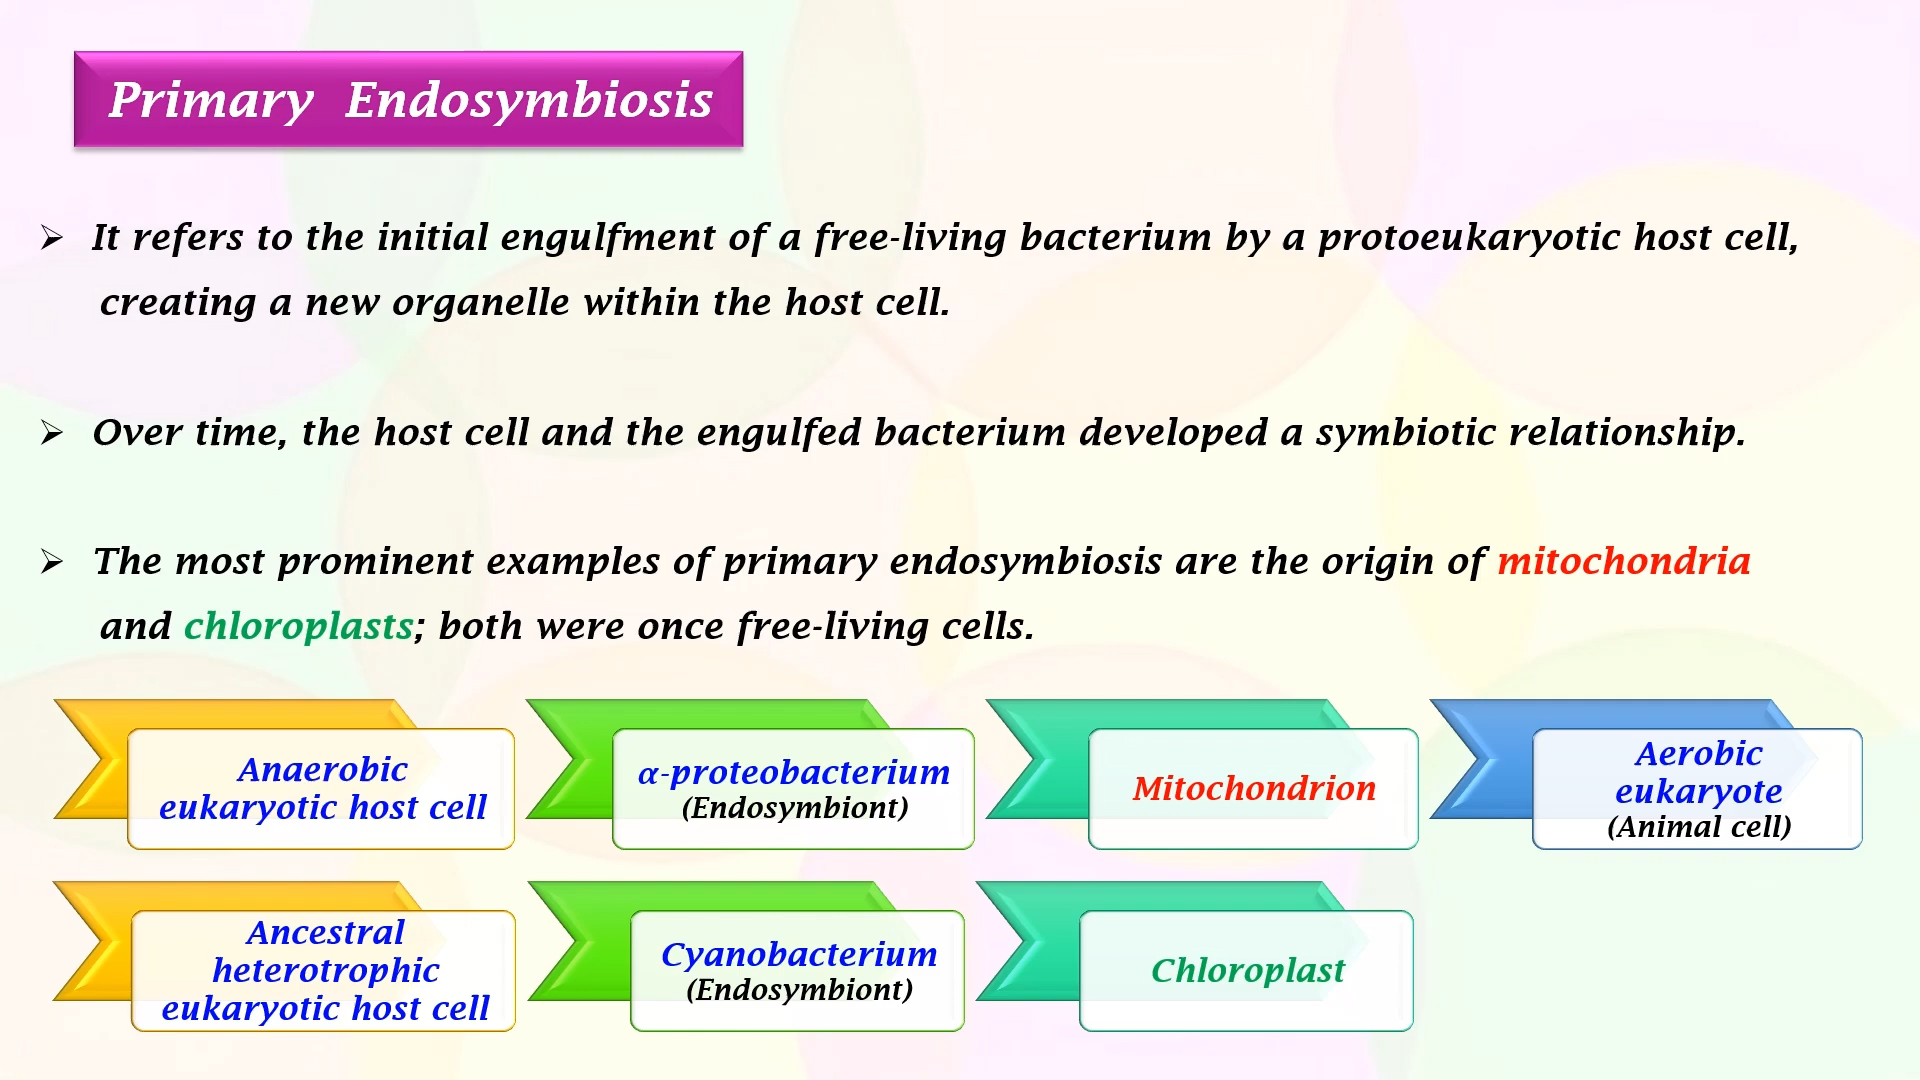 Primary Endosymbiosis
➢ It refers to the initial engulfment of a free-living bacterium by a protoeukaryotic host cell,
creating a new organelle within the host cell.
➢ Over time, the host cell and the engulfed bacterium developed a symbiotic relationship.
➢ The most prominent examples of primary endosymbiosis are the origin of mitochondria
and chloroplasts; both were once free-living cells.
Anaerobic
eukaryotic host cell
α-proteobacterium
(Endosymbiont)
Mitochondrion
Aerobic
eukaryote
(Animal cell)
Ancestral
heterotrophic
eukaryotic host cell
Cyanobacterium
(Endosymbiont)
Chloroplast